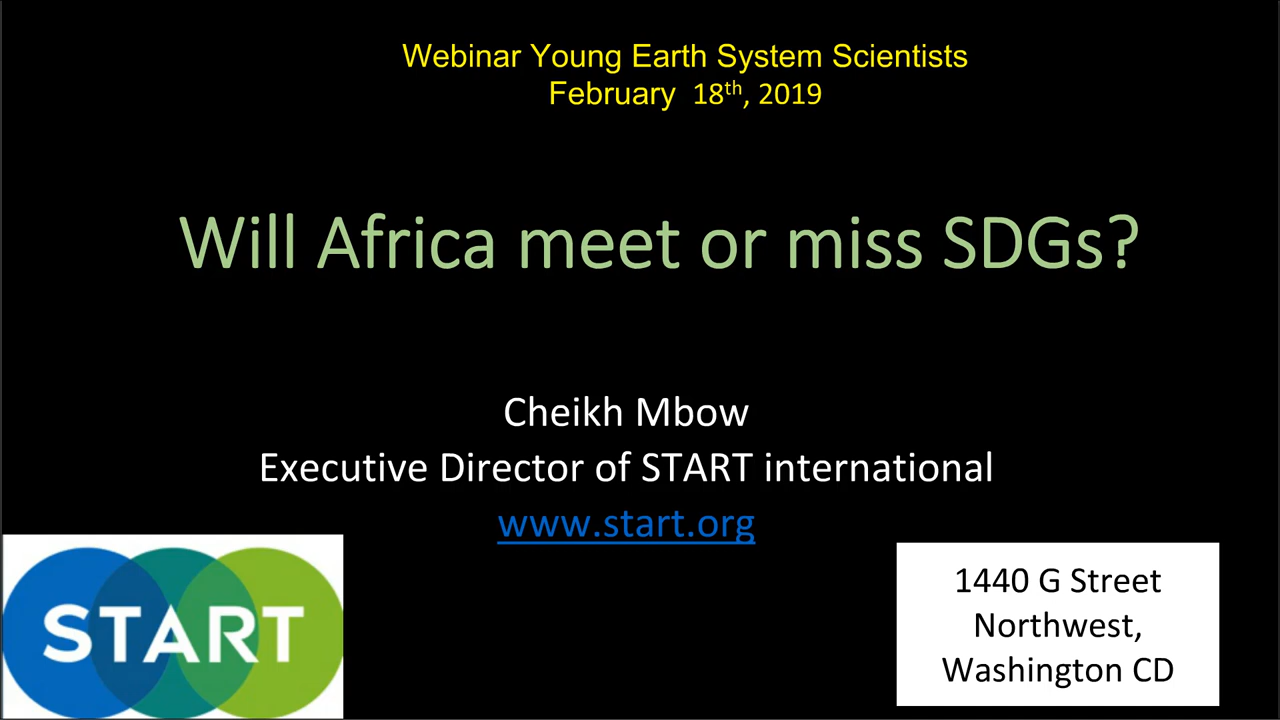 Webinar Young Earth System Scientists
February 18th, 2019
Will Africa meet or miss SDGs?
Cheikh Mbow
Executive Director of START international
www.start.org
START
1440 G Street
Northwest,
Washington CD